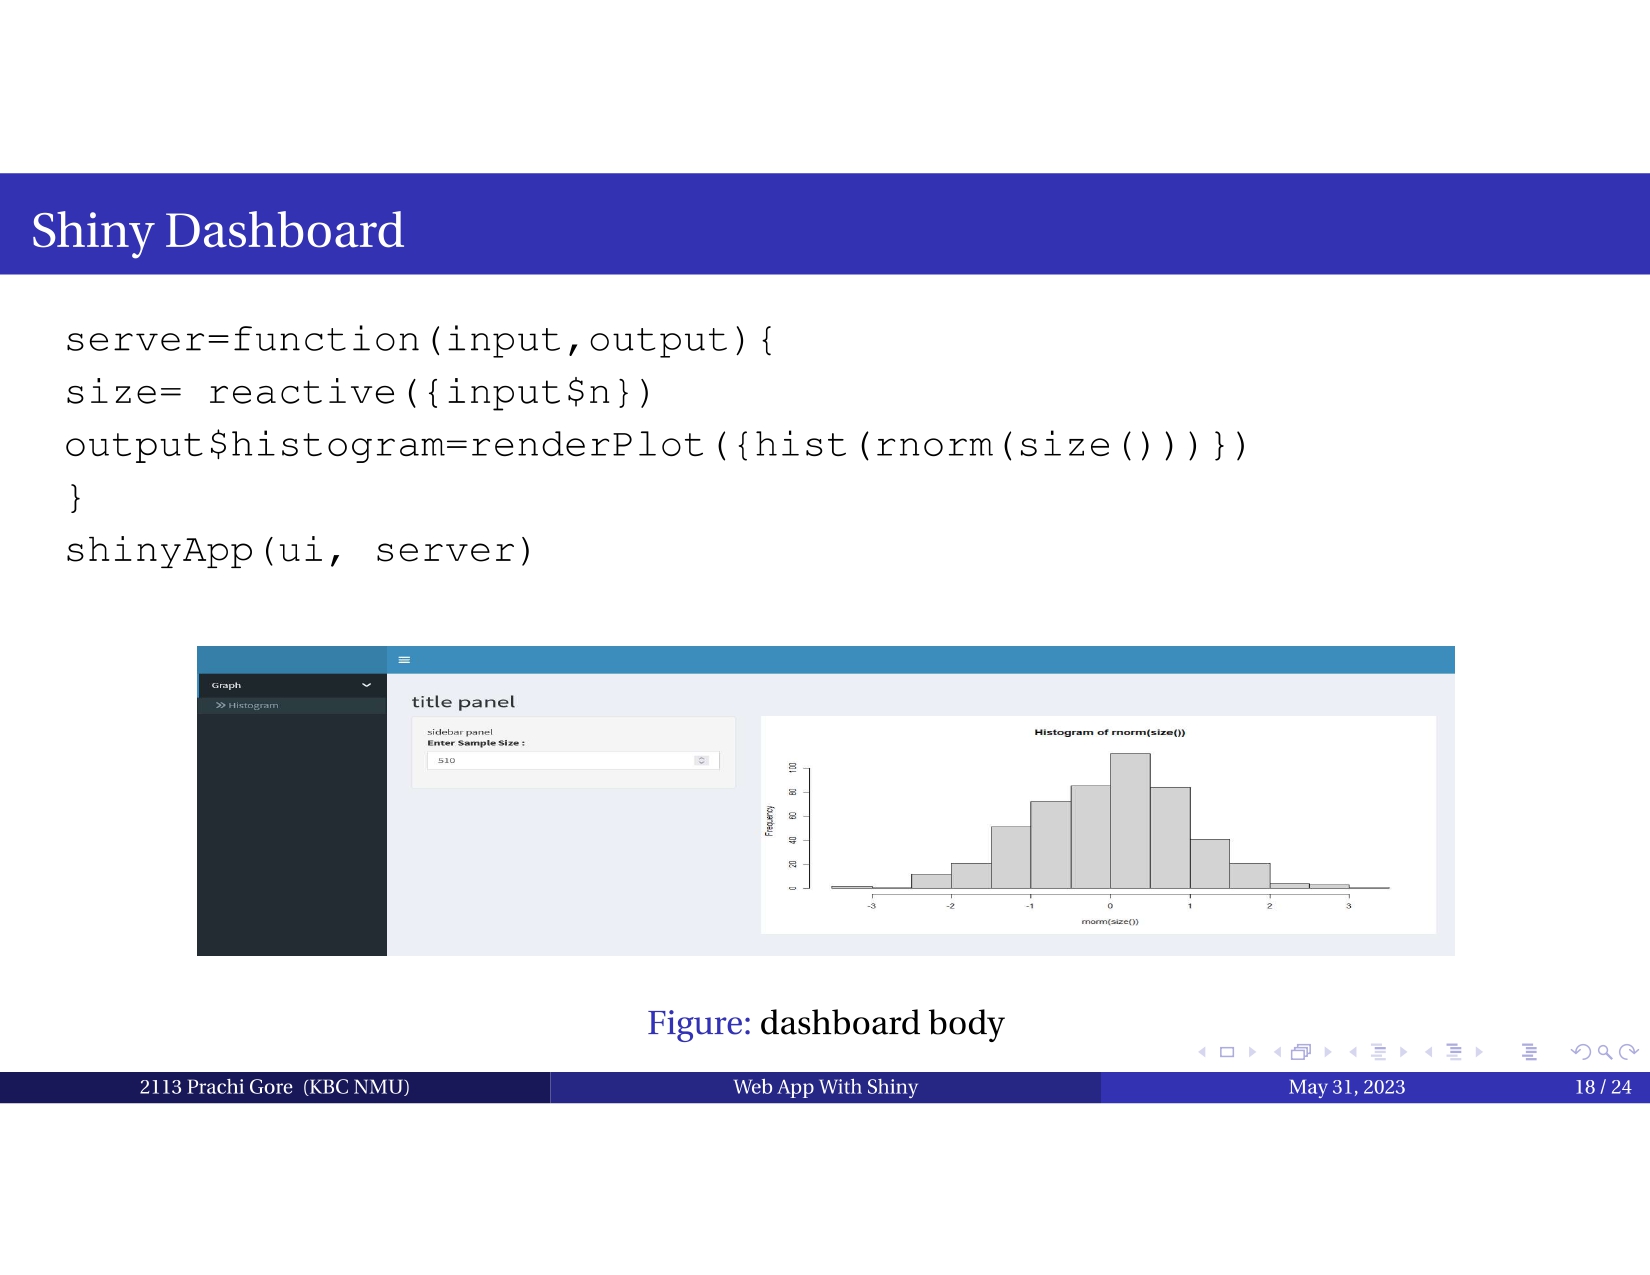 Shiny Dashboard
server=function(input,output){
size= reactive({input$n})
output$histogram=renderPlot({hist(rnorm(size()))})
}
shinyApp(ui, server)
Graph
Histogram
title panel
sidebar panel
Enter Sample Size :
510
Histogram of rnorm(size())
Frequency
100
80
60
40
20
0
-3 -2 -1 0 1 2 3
rnorm(size())
Figure: dashboard body
2113 Prachi Gore (KBC NMU) Web App With Shiny May 31, 2023 18 / 24